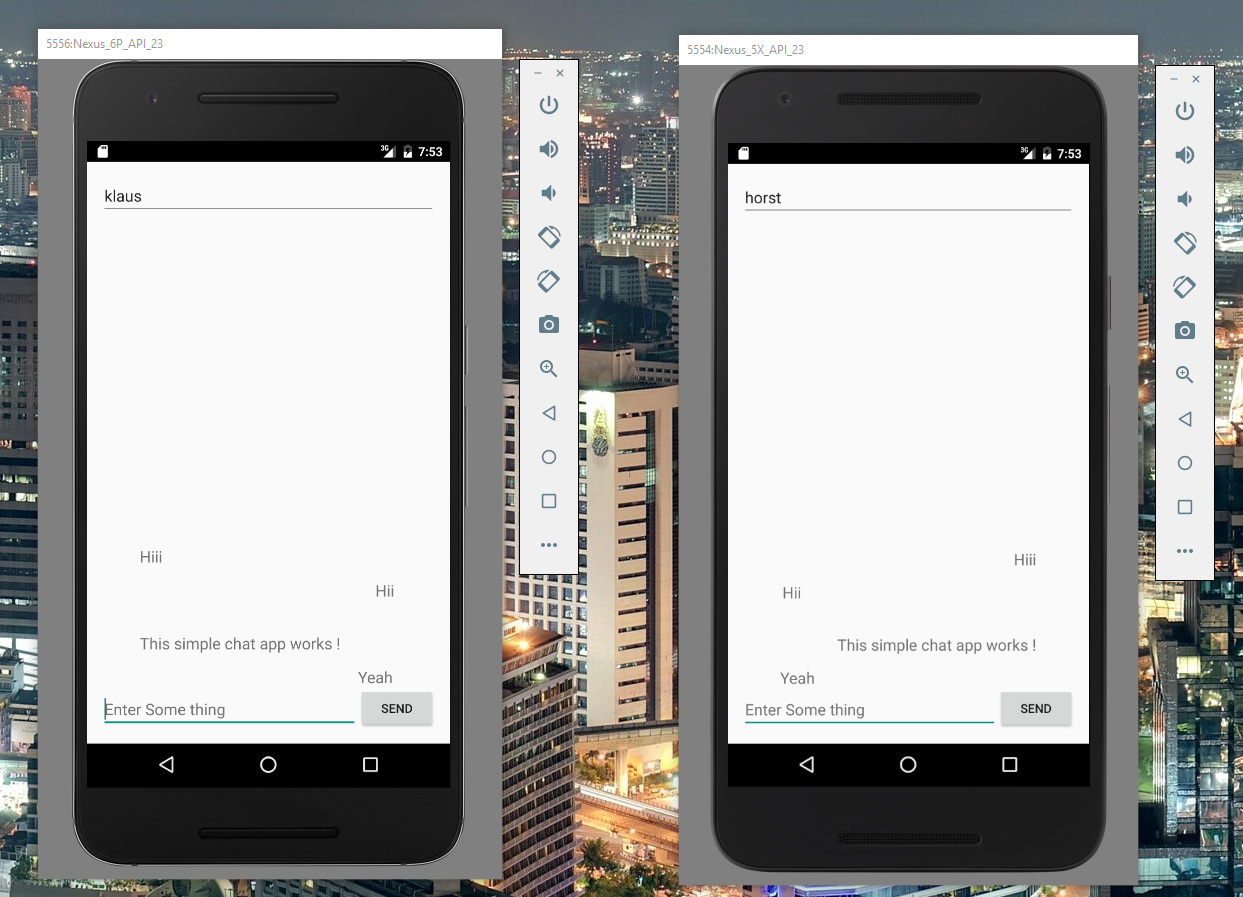 5556:Nexus_6P_API_23
3G 7:53
klaus
Hiii
Hii
This simple chat app works !
Yeah
Enter Some thing
SEND
5554:Nexus_5X_API_23
3G 7:53
horst
Hiii
Hii
This simple chat app works !
Yeah
Enter Some thing
SEND